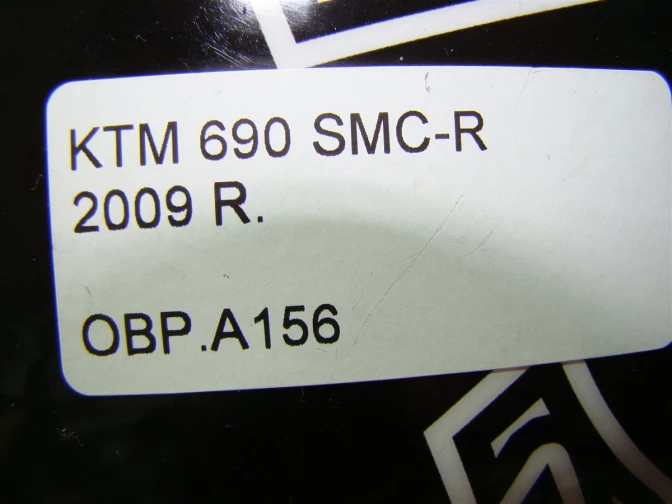 KTM 690 SMC-R
2009 R.
OBP.A156